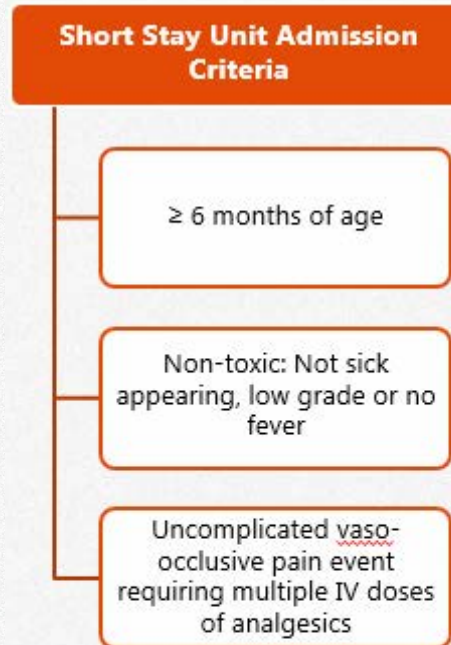 Short Stay Unit Admission
Criteria
≥ 6 months of age
Non-toxic: Not sick
appearing, low grade or no
fever
Uncomplicated vaso-
occlusive pain event
requiring multiple IV doses
of analgesics